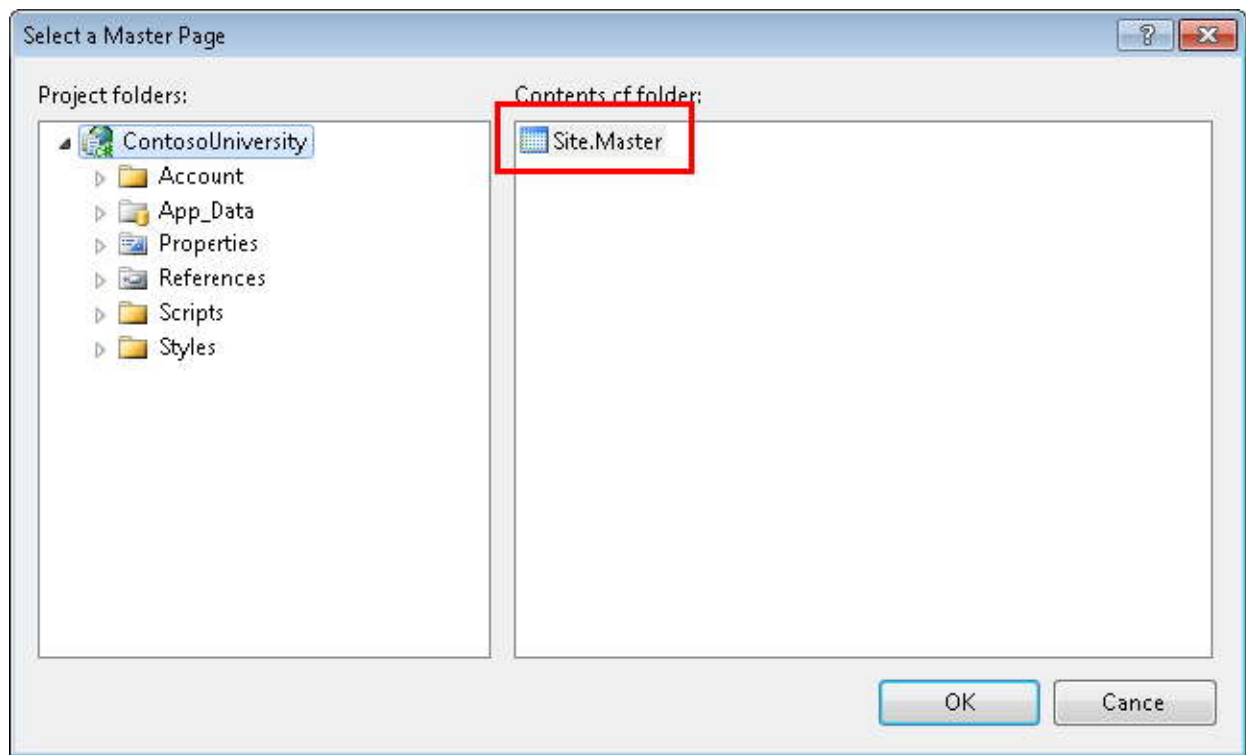 Select a Master Page
Project folders:
Contents cf folder:
ContosoUniversity
Account
App_Data
Properties
References
Scripts
Styles
Site.Master
OK
Cance